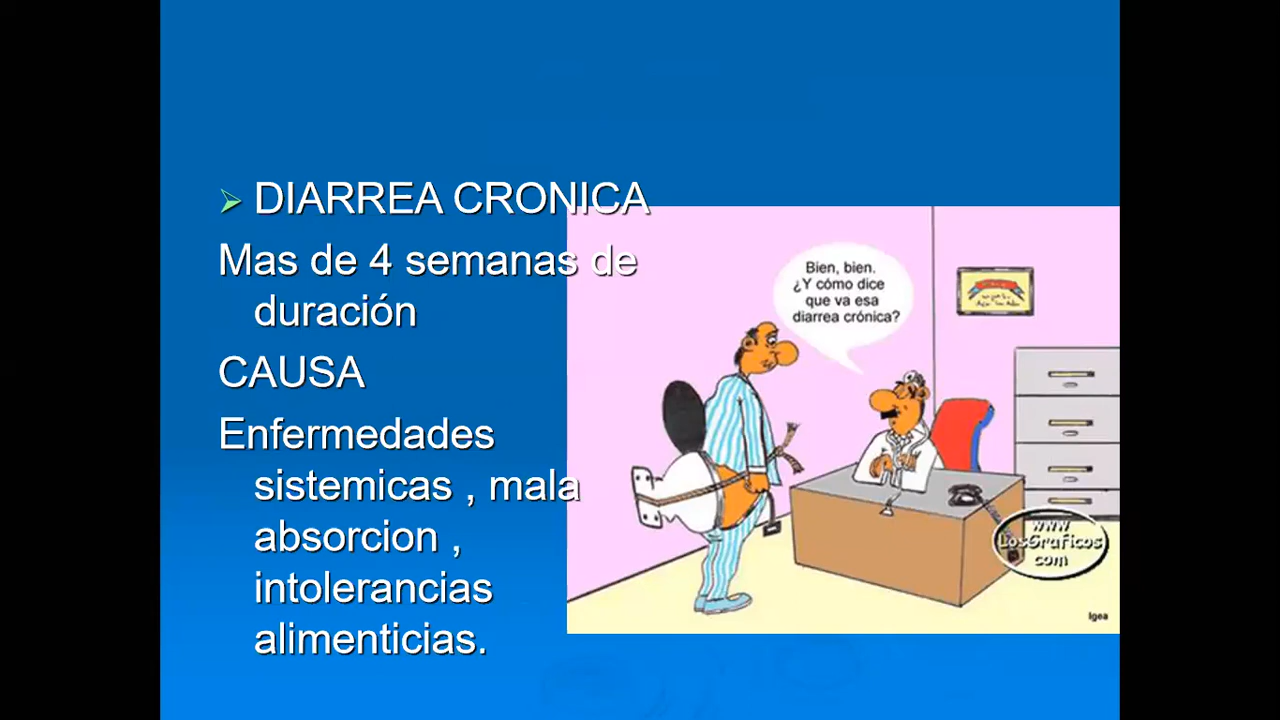 DIARREA CRONICA
Mas de 4 semanas de
duración
CAUSA
Enfermedades
sistemicas , mala
absorcion ,
intolerancias
alimenticias.
Bien, bien.
¿Y cómo dice
que va esa
diarrea crónica?
www
LosGraficos
com
Igea